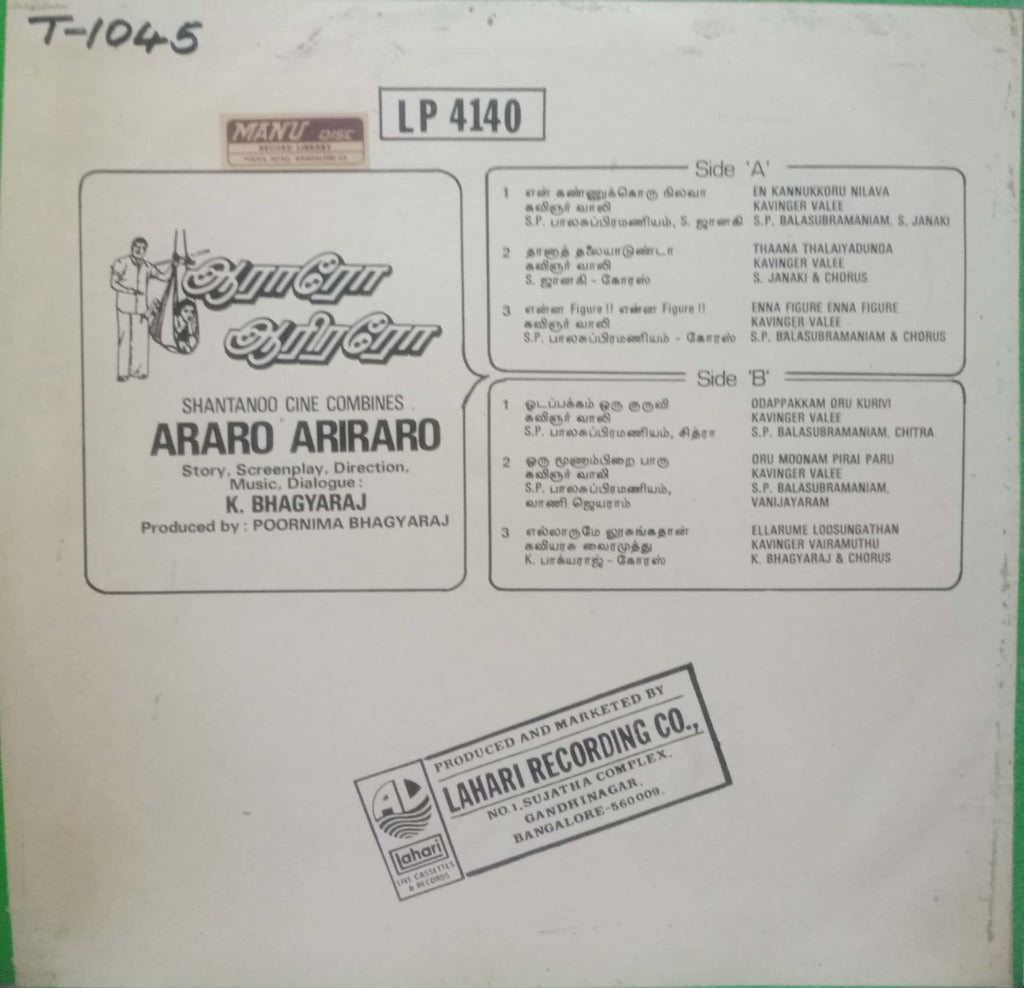 T-1045
LP 4140
MANU DISC
RECORD LIBRARY
ஆராரோ
ஆரிரரோ
SHANTANOO CINE COMBINES
ARARO ARIRARO
Story, Screenplay, Direction,
Music, Dialogue :
K. BHAGYARAJ
Produced by : POORNIMA BHAGYARAJ
Side 'A'
1 என் கண்ணுக்கொரு நிலவா EN KANNUKKORU NILAVA
கவிஞர் வாலி KAVINGER VALEE
S.P. பாலசுப்பிரமணியம், S. ஜானகி S.P. BALASUBRAMANIAM, S. JANAKI
2 தானாத் தலையாடுண்டா THAANA THALAIYADUNDA
கவிஞர் வாலி KAVINGER VALEE
S. ஜானகி - கோரஸ் S. JANAKI & CHORUS
3 என்ன Figure !! என்ன Figure !! ENNA FIGURE ENNA FIGURE
கவிஞர் வாலி KAVINGER VALEE
S.P. பாலசுப்பிரமணியம் - கோரஸ் S.P. BALASUBRAMANIAM & CHORUS
Side 'B'
1 ஓடப்பக்கம் ஒரு குருவி ODAPPAKKAM ORU KURIVI
கவிஞர் வாலி KAVINGER VALEE
S.P. பாலசுப்பிரமணியம், சித்ரா S.P. BALASUBRAMANIAM, CHITRA
2 ஒரு மூணாம்பிறை பாரு ORU MOONAM PIRAI PARU
கவிஞர் வாலி KAVINGER VALEE
S.P. பாலசுப்பிரமணியம், S.P. BALASUBRAMANIAM,
வாணி ஜெயராம் VANIJAYARAM
3 எல்லாருமே லூசுங்கதான் ELLARUME LOOSUNGATHAN
கவியரசு வைரமுத்து KAVINGER VAIRAMUTHU
K. பாக்யராஜ் - கோரஸ் K. BHAGYARAJ & CHORUS
PRODUCED AND MARKETED BY
LAHARI RECORDING CO.,
NO.1, SUJATHA COMPLEX,
GANDHINAGAR,
BANGALORE-560009.
lahari
LIVE CASSETTES
& RECORDS